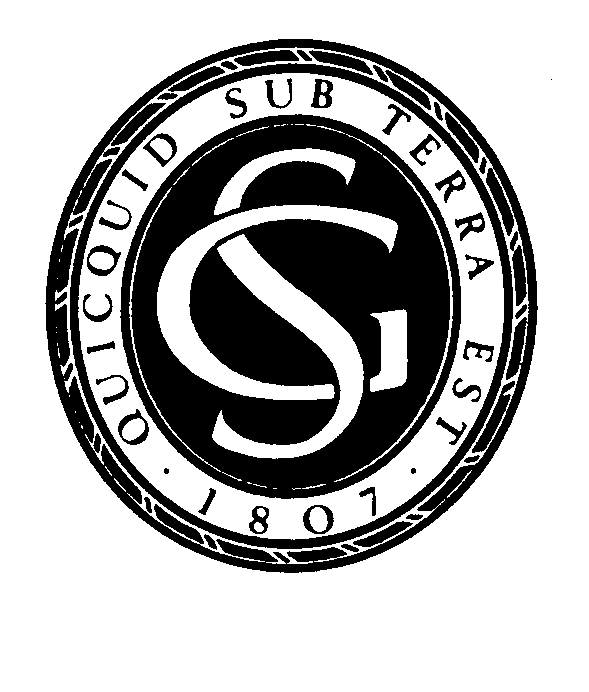 QUICQUID SUB TERRA EST
· 1807 ·
GS